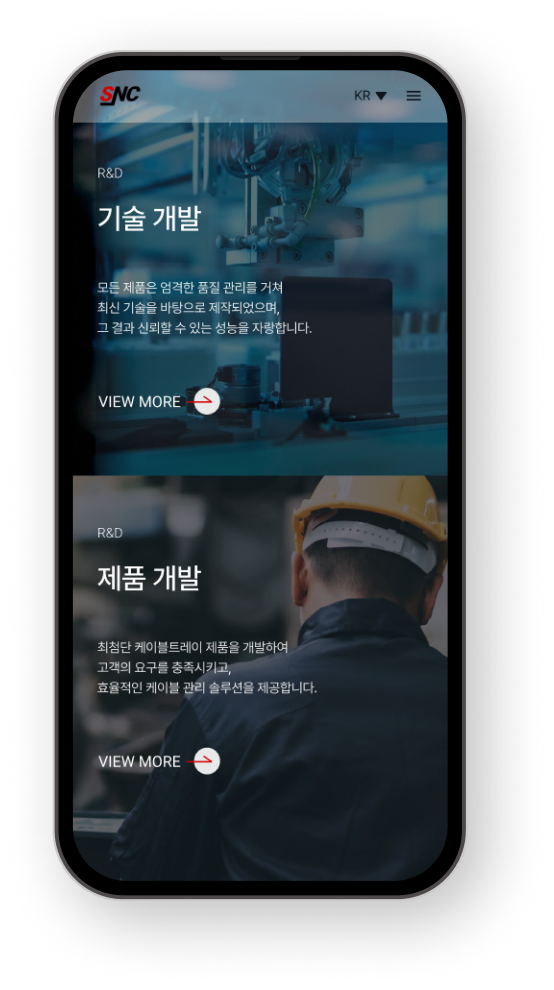 SNC
KR ▼
R&D
기술 개발
모든 제품은 엄격한 품질 관리를 거쳐
최신 기술을 바탕으로 제작되었으며,
그 결과 신뢰할 수 있는 성능을 자랑합니다.
VIEW MORE
R&D
제품 개발
최첨단 케이블트레이 제품을 개발하여
고객의 요구를 충족시키고,
효율적인 케이블 관리 솔루션을 제공합니다.
VIEW MORE